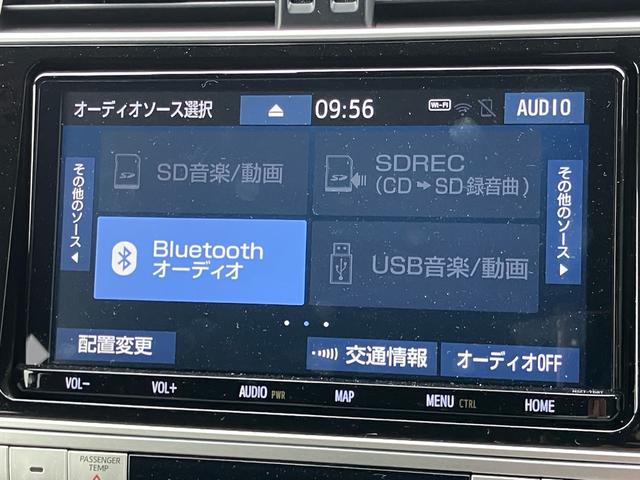 オーディオソース選択
09:56
Wi-Fi
AUDIO
その他のソース
SD音楽/動画
SDREC
(CD➡SD録音曲)
その他のソース
Bluetooth
オーディオ
USB音楽/動画
配置変更
交通情報
オーディオOFF
VOL−
VOL+
AUDIO PWR
MAP
MENU CTRL
HOME
PASSENGER
TEMP